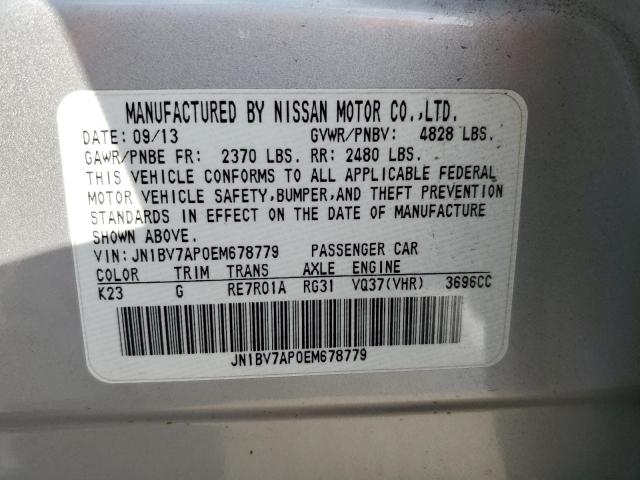 MANUFACTURED BY NISSAN MOTOR CO.,LTD.
DATE: 09/13 GVWR/PNBV: 4828 LBS.
GAWR/PNBE FR: 2370 LBS. RR: 2480 LBS.
THIS VEHICLE CONFORMS TO ALL APPLICABLE FEDERAL
MOTOR VEHICLE SAFETY,BUMPER,AND THEFT PREVENTION
STANDARDS IN EFFECT ON THE DATE OF MANUFACTURE
SHOWN ABOVE.
VIN: JN1BV7AP0EM678779 PASSENGER CAR
COLOR TRIM TRANS AXLE ENGINE
K23 G RE7R01A RG31 VQ37(VHR) 3696CC
JN1BV7AP0EM678779